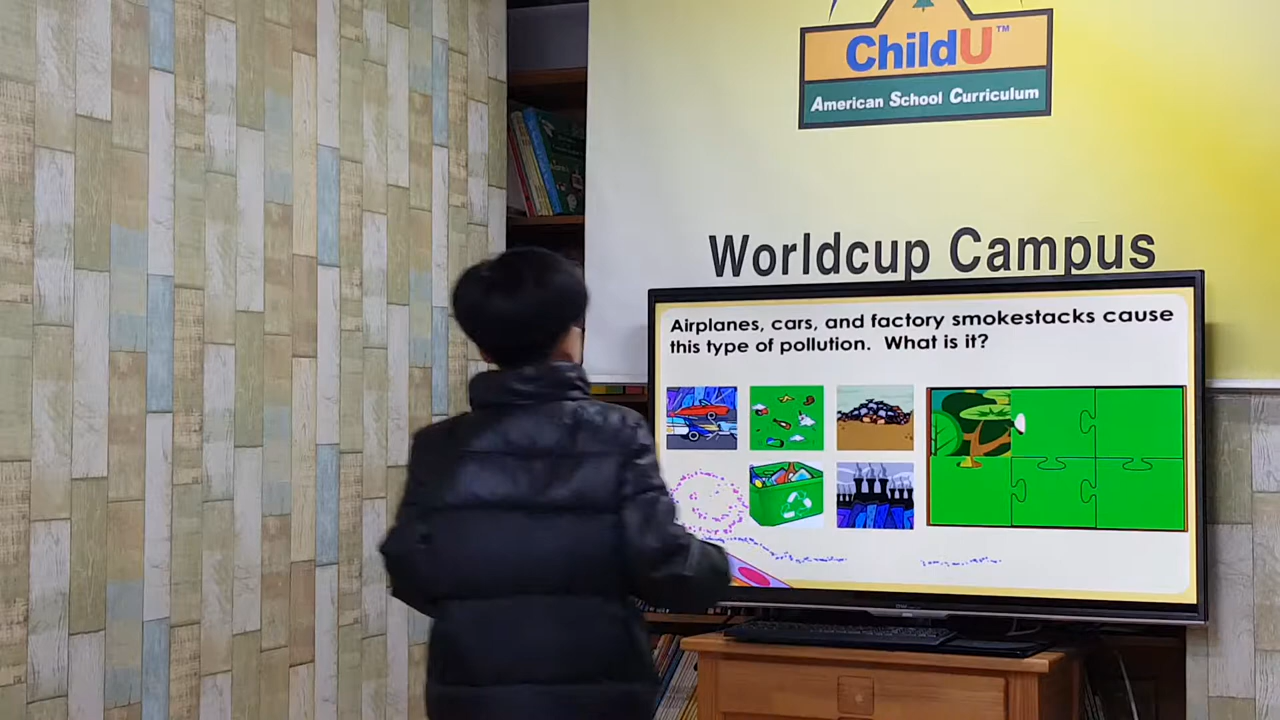 ChildU™
American School Curriculum
Worldcup Campus
Airplanes, cars, and factory smokestacks cause
this type of pollution. What is it?